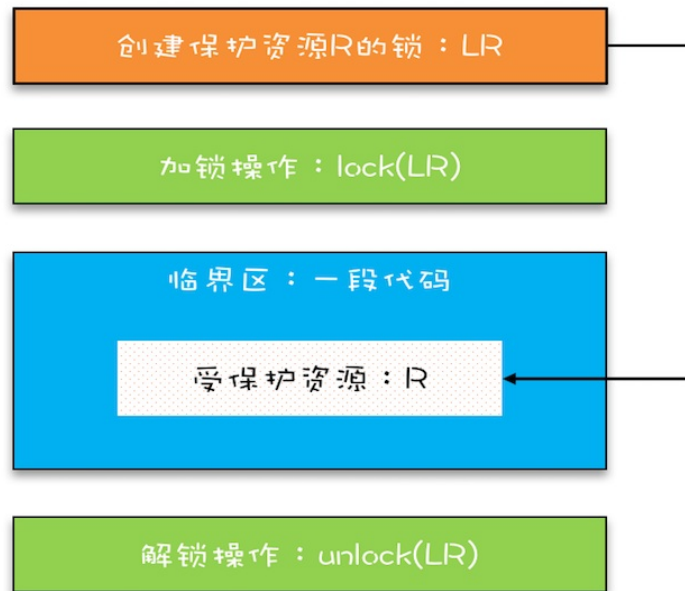 创建保护资源R的锁：LR
加锁操作：lock(LR)
临界区：一段代码
受保护资源：R
解锁操作：unlock(LR)